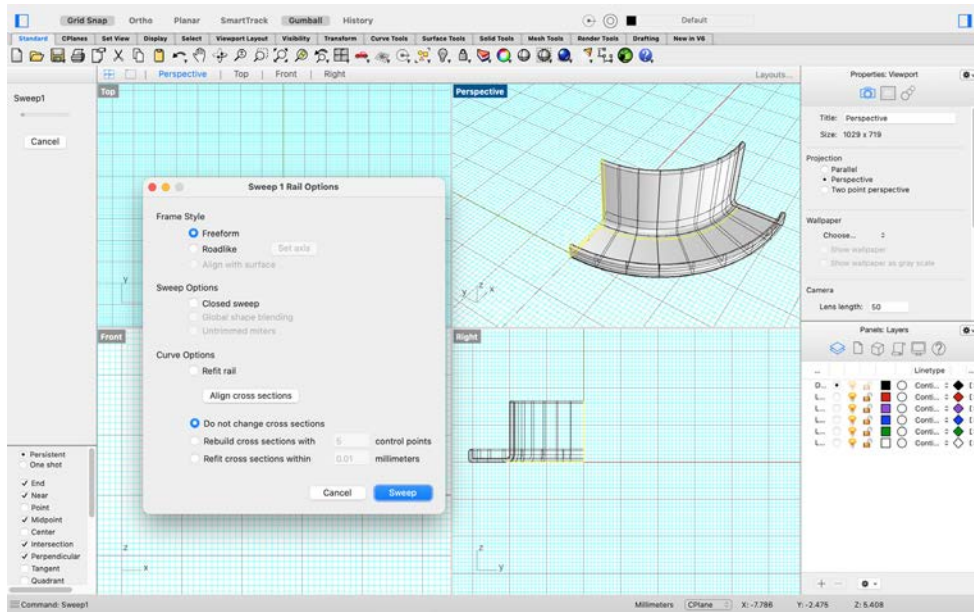 Grid Snap Ortho Planar SmartTrack Gumball History Default
Standard CPlanes Set View Display Select Viewport Layout Visibility Transform Curve Tools Surface Tools Solid Tools Mesh Tools Render Tools Drafting New in V6
Perspective | Top | Front | Right Layouts...
Sweep1
Cancel
Top
Perspective
y
y z x
Sweep 1 Rail Options
Frame Style
Freeform
Roadlike Set axis
Align with surface
Sweep Options
Closed sweep
Global shape blending
Untrimmed miters
Curve Options
Refit rail
Align cross sections
Do not change cross sections
Rebuild cross sections with 5 control points
Refit cross sections within 0.01 millimeters
Cancel Sweep
Front
Right
z
x
z
y
Properties: Viewport
Title: Perspective
Size: 1029 x 719
Projection
Parallel
Perspective
Two point perspective
Wallpaper
Choose...
Show wallpaper
Show wallpaper as gray scale
Camera
Lens length: 50
Panels: Layers
... Linetype ...
D... Conti...
L... Conti...
L... Conti...
L... Conti...
L... Conti...
L... Conti...
Persistent
One shot
End
Near
Point
Midpoint
Center
Intersection
Perpendicular
Tangent
Quadrant
Command: Sweep1 Millimeters CPlane X: -7.786 Y: -2.475 Z: 5.408